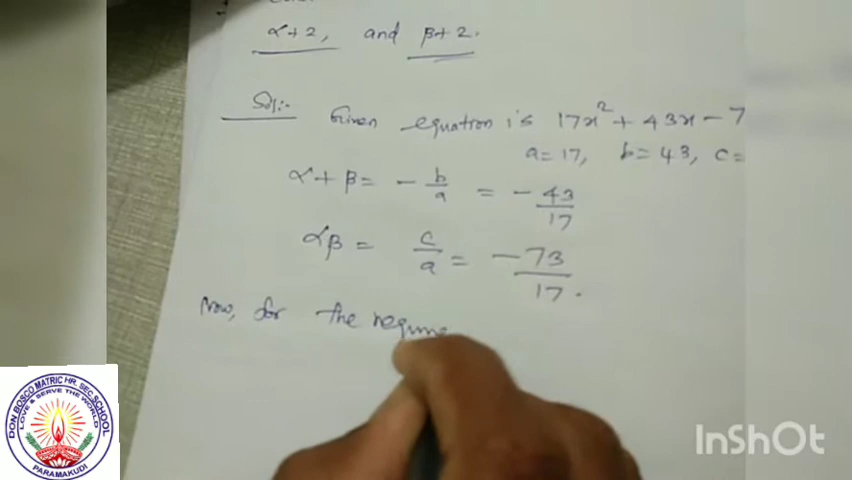 α+2, and β+2.
Sol:-
Given equation is 17x² + 43x - 7
a=17, b=43, c=
α+β = - b/a = - 43/17
αβ = c/a = -73/17.
Now, for the
DON BOSCO MATRIC HR. SEC. SCHOOL
LOVE & SERVE THE WORLD
PARAMAKUDI
InShOt